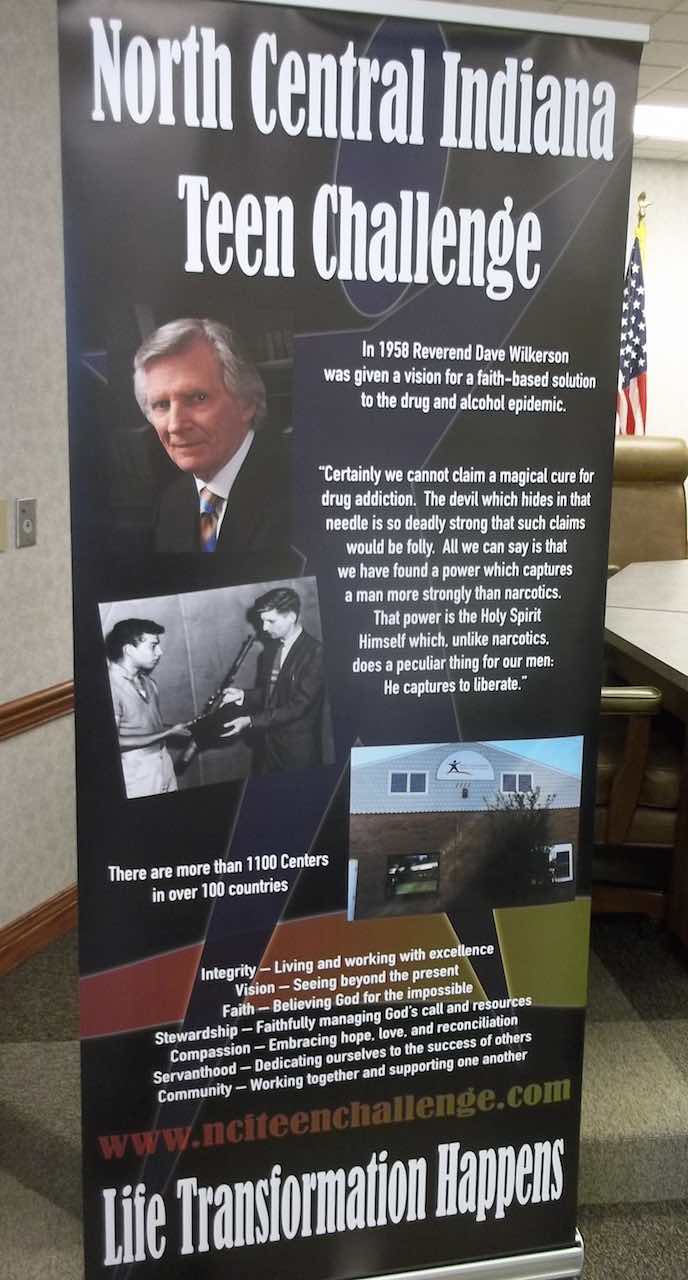 North Central Indiana
Teen Challenge
In 1958 Reverend Dave Wilkerson
was given a vision for a faith-based solution
to the drug and alcohol epidemic.
"Certainly we cannot claim a magical cure for
drug addiction. The devil which hides in that
needle is so deadly strong that such claims
would be folly. All we can say is that
we have found a power which captures
a man more strongly than narcotics.
That power is the Holy Spirit
Himself which, unlike narcotics,
does a peculiar thing for our men:
He captures to liberate."
There are more than 1100 Centers
in over 100 countries
Integrity — Living and working with excellence
Vision — Seeing beyond the present
Faith — Believing God for the impossible
Stewardship — Faithfully managing God's call and resources
Compassion — Embracing hope, love, and reconciliation
Servanthood — Dedicating ourselves to the success of others
Community — Working together and supporting one another
www.nciteenchallenge.com
Life Transformation Happens